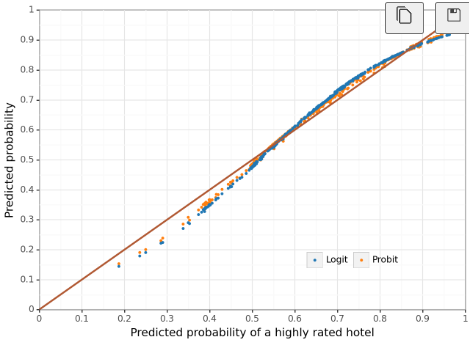 1
0.9
0.8
0.7
0.6
0.5
0.4
0.3
0.2
0.1
0
Predicted probability
Logit Probit
0 0.1 0.2 0.3 0.4 0.5 0.6 0.7 0.8 0.9 1
Predicted probability of a highly rated hotel